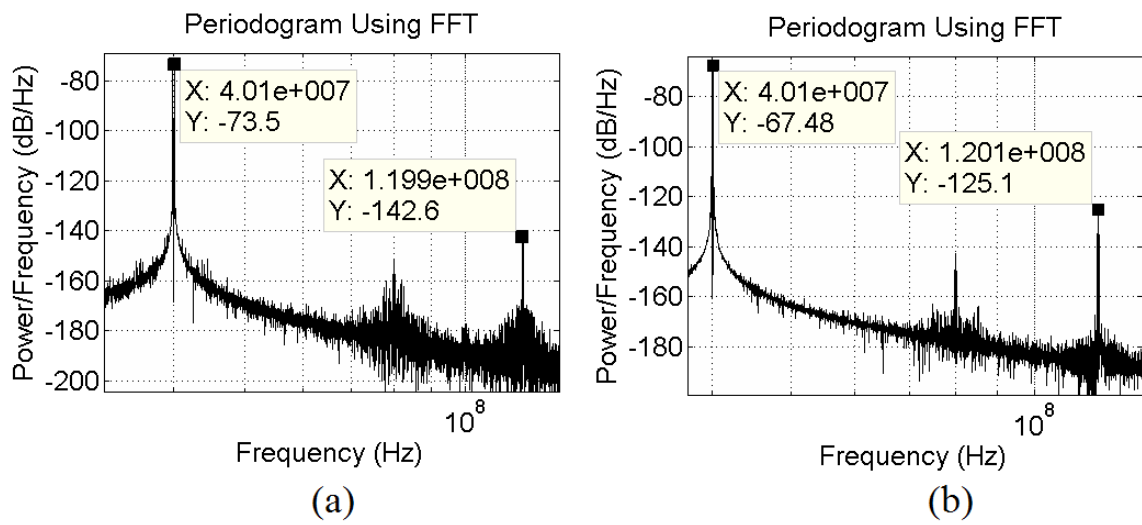 Periodogram Using FFT
Power/Frequency (dB/Hz)
-80
-100
-120
-140
-160
-180
-200
X: 4.01e+007
Y: -73.5
X: 1.199e+008
Y: -142.6
10^8
Frequency (Hz)
(a)
Periodogram Using FFT
Power/Frequency (dB/Hz)
-80
-100
-120
-140
-160
-180
X: 4.01e+007
Y: -67.48
X: 1.201e+008
Y: -125.1
10^8
Frequency (Hz)
(b)